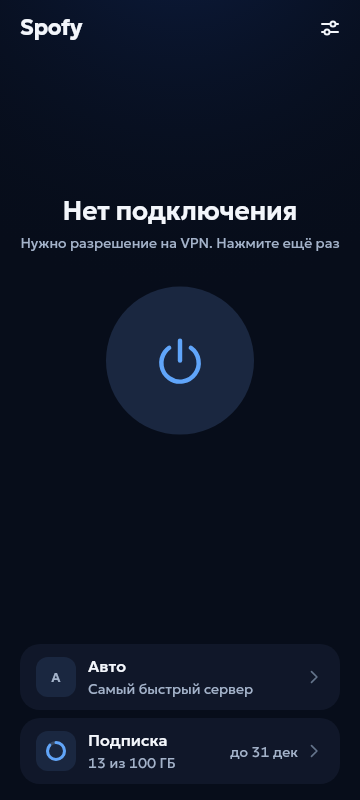 Spofy
Нет подключения
Нужно разрешение на VPN. Нажмите ещё раз
А
Авто
Самый быстрый сервер
Подписка
13 из 100 ГБ
до 31 дек